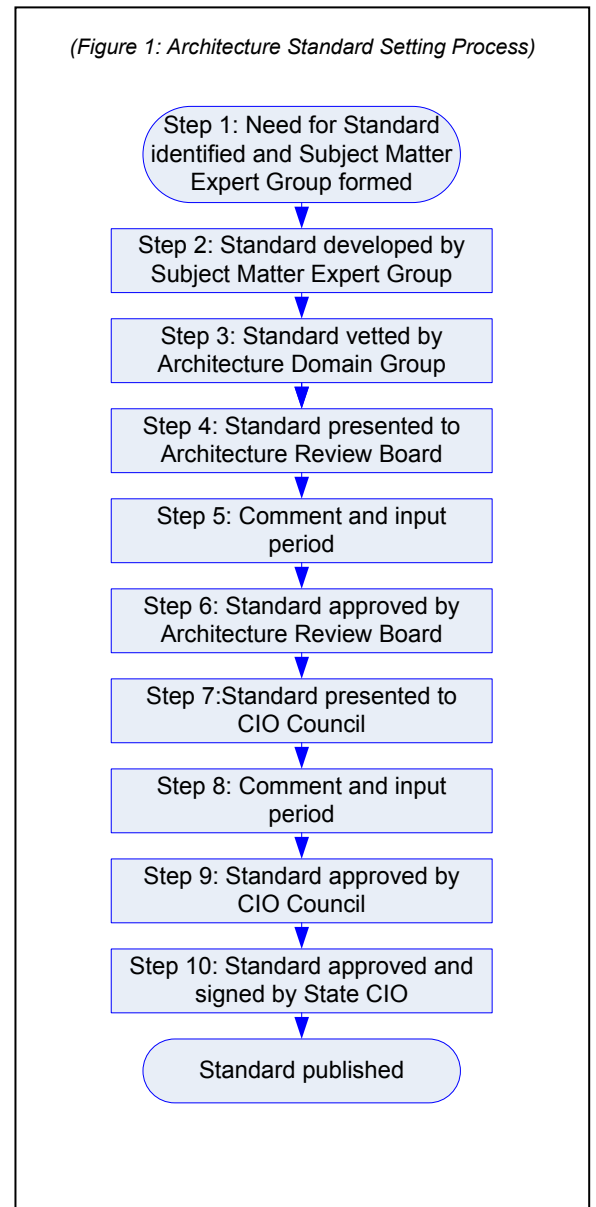 (Figure 1: Architecture Standard Setting Process)
Step 1: Need for Standard
identified and Subject Matter
Expert Group formed
Step 2: Standard developed by
Subject Matter Expert Group
Step 3: Standard vetted by
Architecture Domain Group
Step 4: Standard presented to
Architecture Review Board
Step 5: Comment and input
period
Step 6: Standard approved by
Architecture Review Board
Step 7:Standard presented to
CIO Council
Step 8: Comment and input
period
Step 9: Standard approved by
CIO Council
Step 10: Standard approved and
signed by State CIO
Standard published